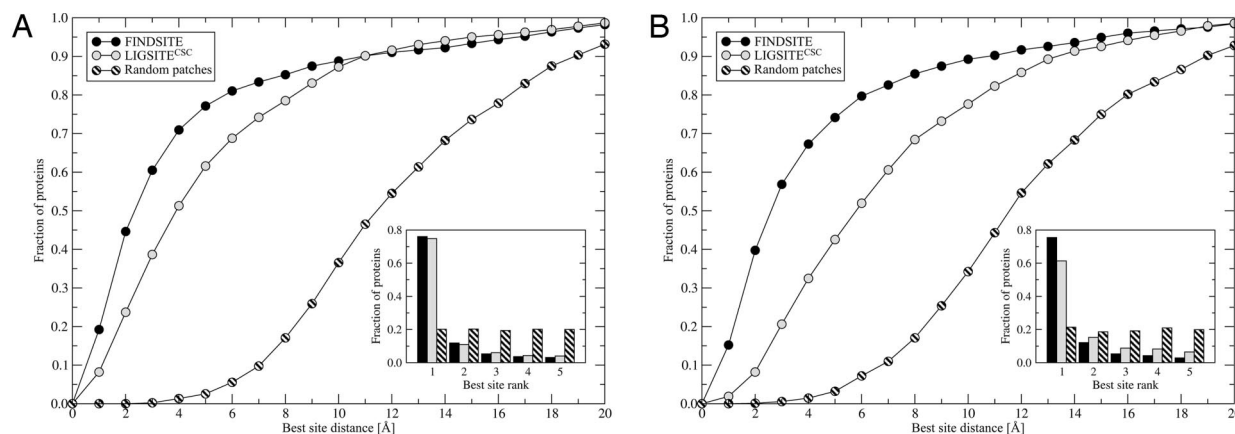 A
1.0
0.9
0.8
0.7
0.6
0.5
0.4
0.3
0.2
0.1
0.0
Fraction of proteins
FINDSITE
LIGSITE^CSC
Random patches
0 2 4 6 8 10 12 14 16 18 20
Best site distance [Å]
0.8
0.6
0.4
0.2
0.0
Fraction of proteins
1 2 3 4 5
Best site rank
B
1.0
0.9
0.8
0.7
0.6
0.5
0.4
0.3
0.2
0.1
0.0
Fraction of proteins
FINDSITE
LIGSITE^CSC
Random patches
0 2 4 6 8 10 12 14 16 18 20
Best site distance [Å]
0.8
0.6
0.4
0.2
0.0
Fraction of proteins
1 2 3 4 5
Best site rank